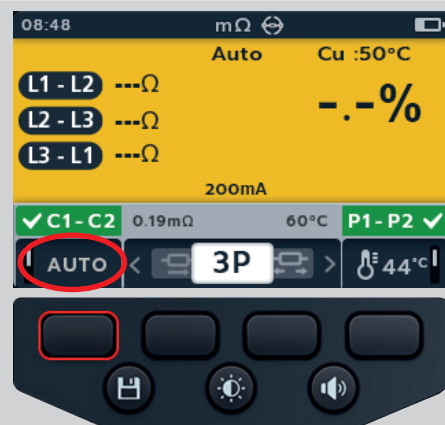 08:48 mΩ
Auto Cu :50°C
L1 - L2 ---Ω
-.-%
L2 - L3 ---Ω
L3 - L1 ---Ω
200mA
✓ C1 - C2 0.19mΩ 60°C P1 - P2 ✓
AUTO < 3P > 44°C